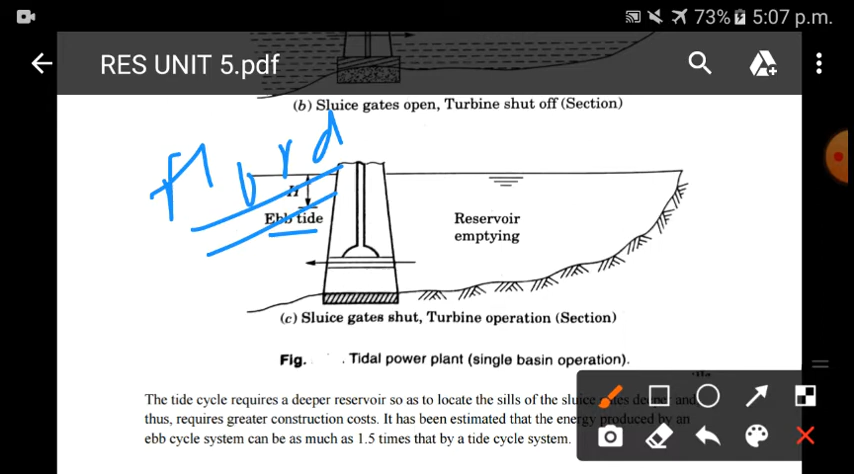 73% 5:07 p.m.
RES UNIT 5.pdf
(b) Sluice gates open, Turbine shut off (Section)
H
Ebb tide
Reservoir
emptying
(c) Sluice gates shut, Turbine operation (Section)
Fig. . Tidal power plant (single basin operation).
The tide cycle requires a deeper reservoir so as to locate the sills of the sluice gates deeper and
thus, requires greater construction costs. It has been estimated that the energy produced by an
ebb cycle system can be as much as 1.5 times that by a tide cycle system.